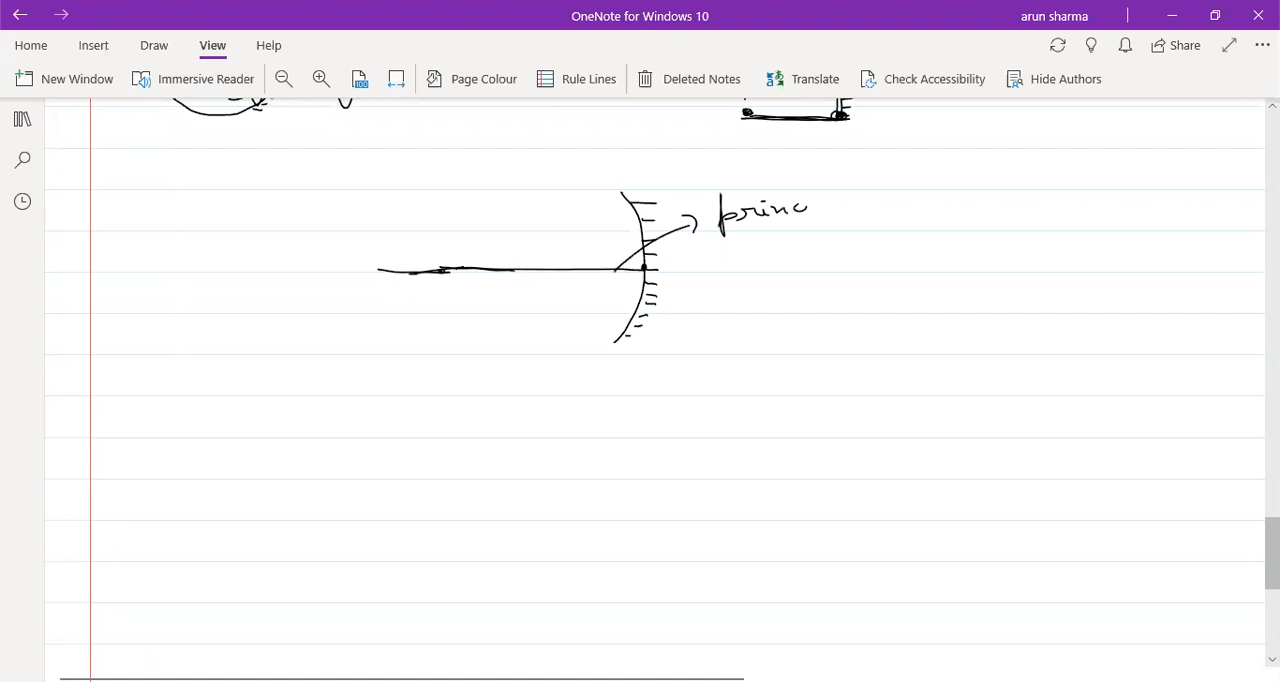 OneNote for Windows 10
arun sharma
Home Insert Draw View Help
Share
New Window Immersive Reader Page Colour Rule Lines Deleted Notes Translate Check Accessibility Hide Authors
princ